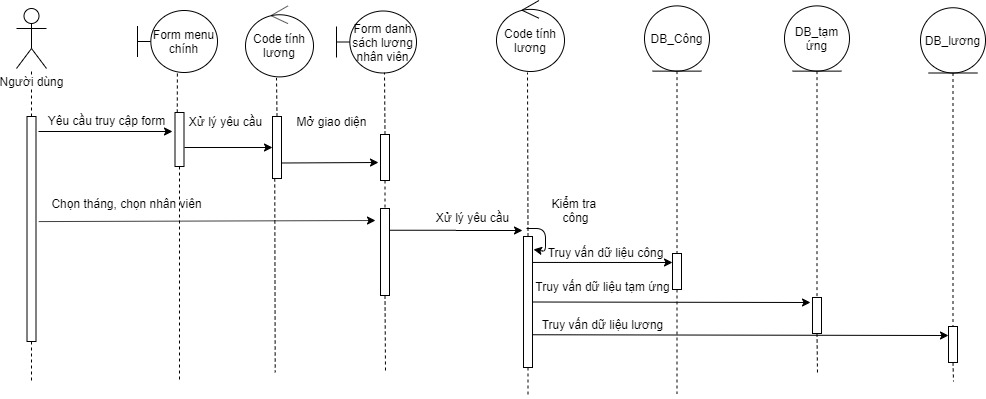 Form menu
chính
Code tính
lương
Form danh
sách lương
nhân viên
Code tính
lương
DB_Công
DB_tạm
ứng
DB_lương
Người dùng
Yêu cầu truy cập form
Xử lý yêu cầu
Mở giao diện
Chọn tháng, chọn nhân viên
Xử lý yêu cầu
Kiểm tra
công
Truy vấn dữ liệu công
Truy vấn dữ liệu tạm ứng
Truy vấn dữ liệu lương